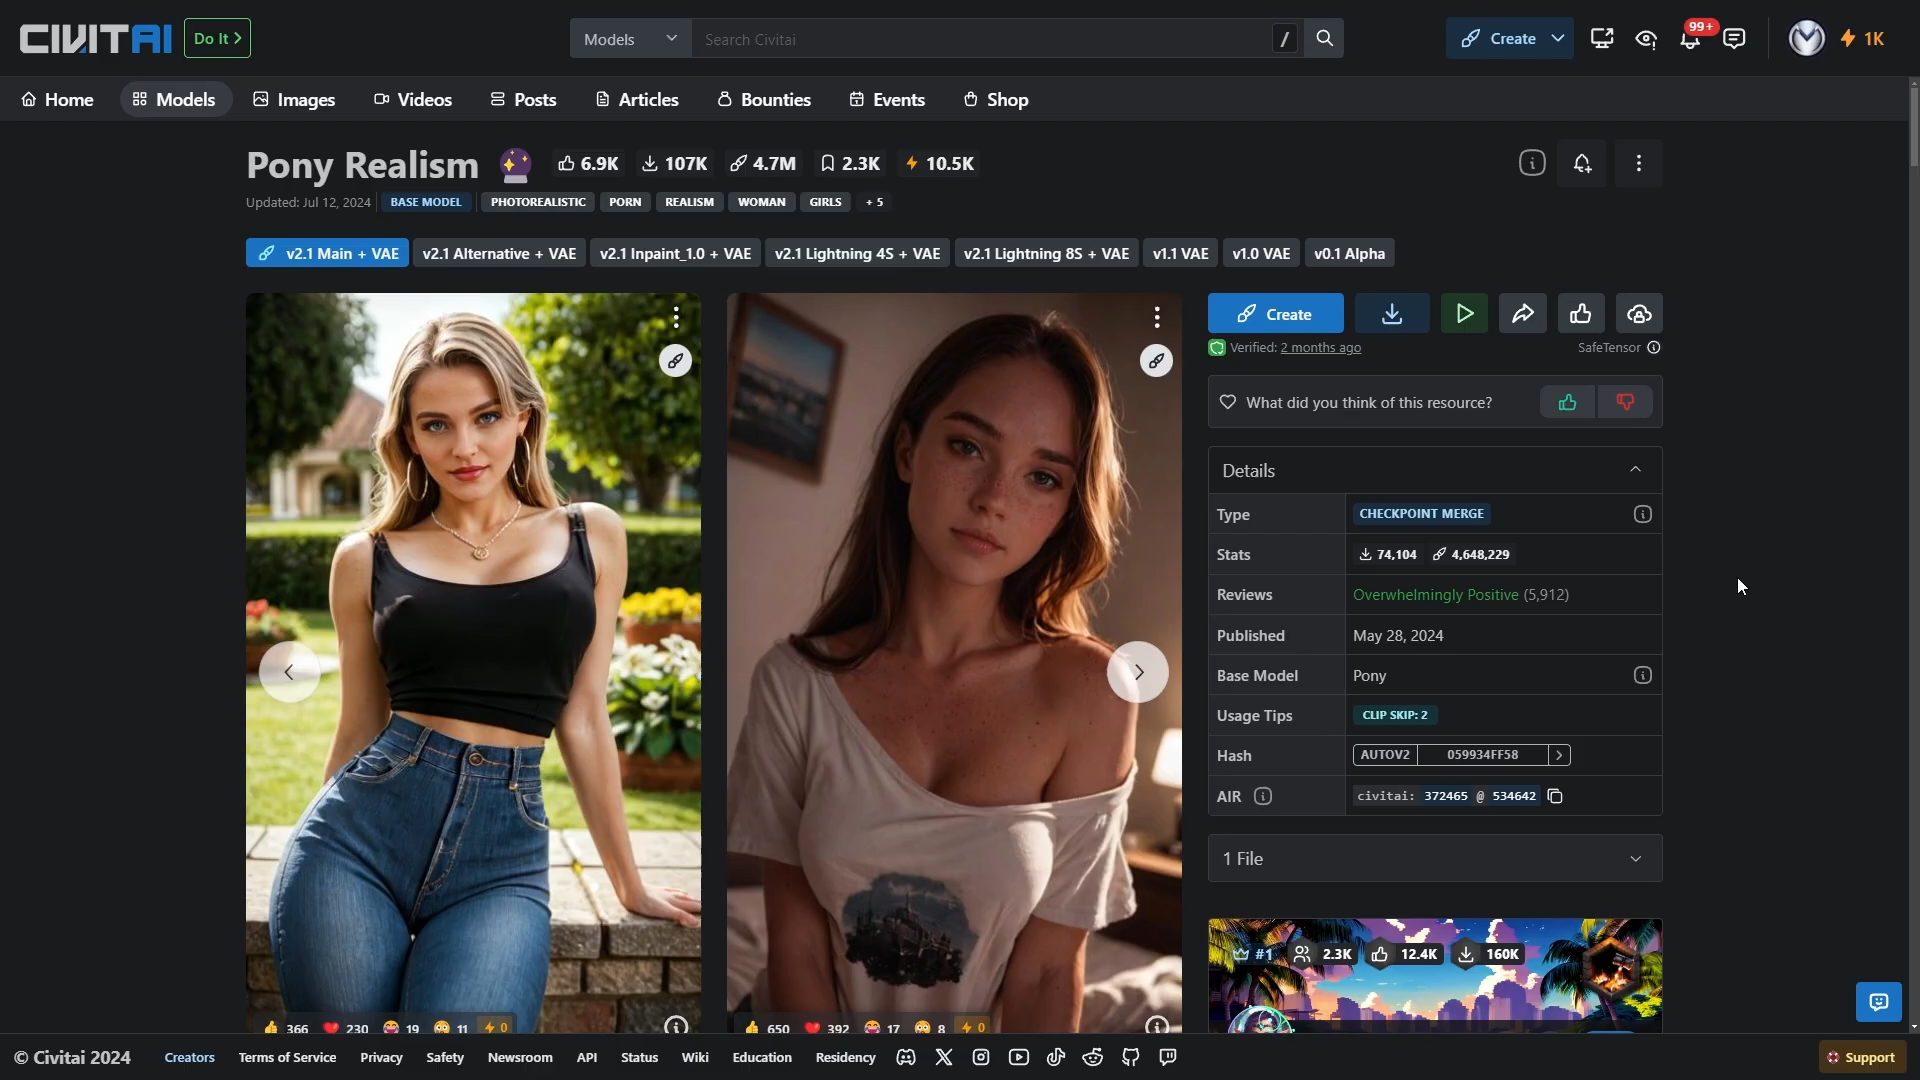 CIVITAI Do It > Models Search Civitai / Create 99+ 1K
Home Models Images Videos Posts Articles Bounties Events Shop
Pony Realism 6.9K 107K 4.7M 2.3K 10.5K
Updated: Jul 12, 2024 BASE MODEL PHOTOREALISTIC PORN REALISM WOMAN GIRLS + 5
v2.1 Main + VAE v2.1 Alternative + VAE v2.1 Inpaint_1.0 + VAE v2.1 Lightning 4S + VAE v2.1 Lightning 8S + VAE v1.1 VAE v1.0 VAE v0.1 Alpha
Create
Verified: 2 months ago SafeTensor
What did you think of this resource?
Details
Type CHECKPOINT MERGE
Stats 74,104 4,648,229
Reviews Overwhelmingly Positive (5,912)
Published May 28, 2024
Base Model Pony
Usage Tips CLIP SKIP: 2
Hash AUTOV2 059934FF58
AIR civitai: 372465 @ 534642
1 File
#1 2.3K 12.4K 160K
366 230 19 11 0 650 392 17 8 0
© Civitai 2024 Creators Terms of Service Privacy Safety Newsroom API Status Wiki Education Residency Support